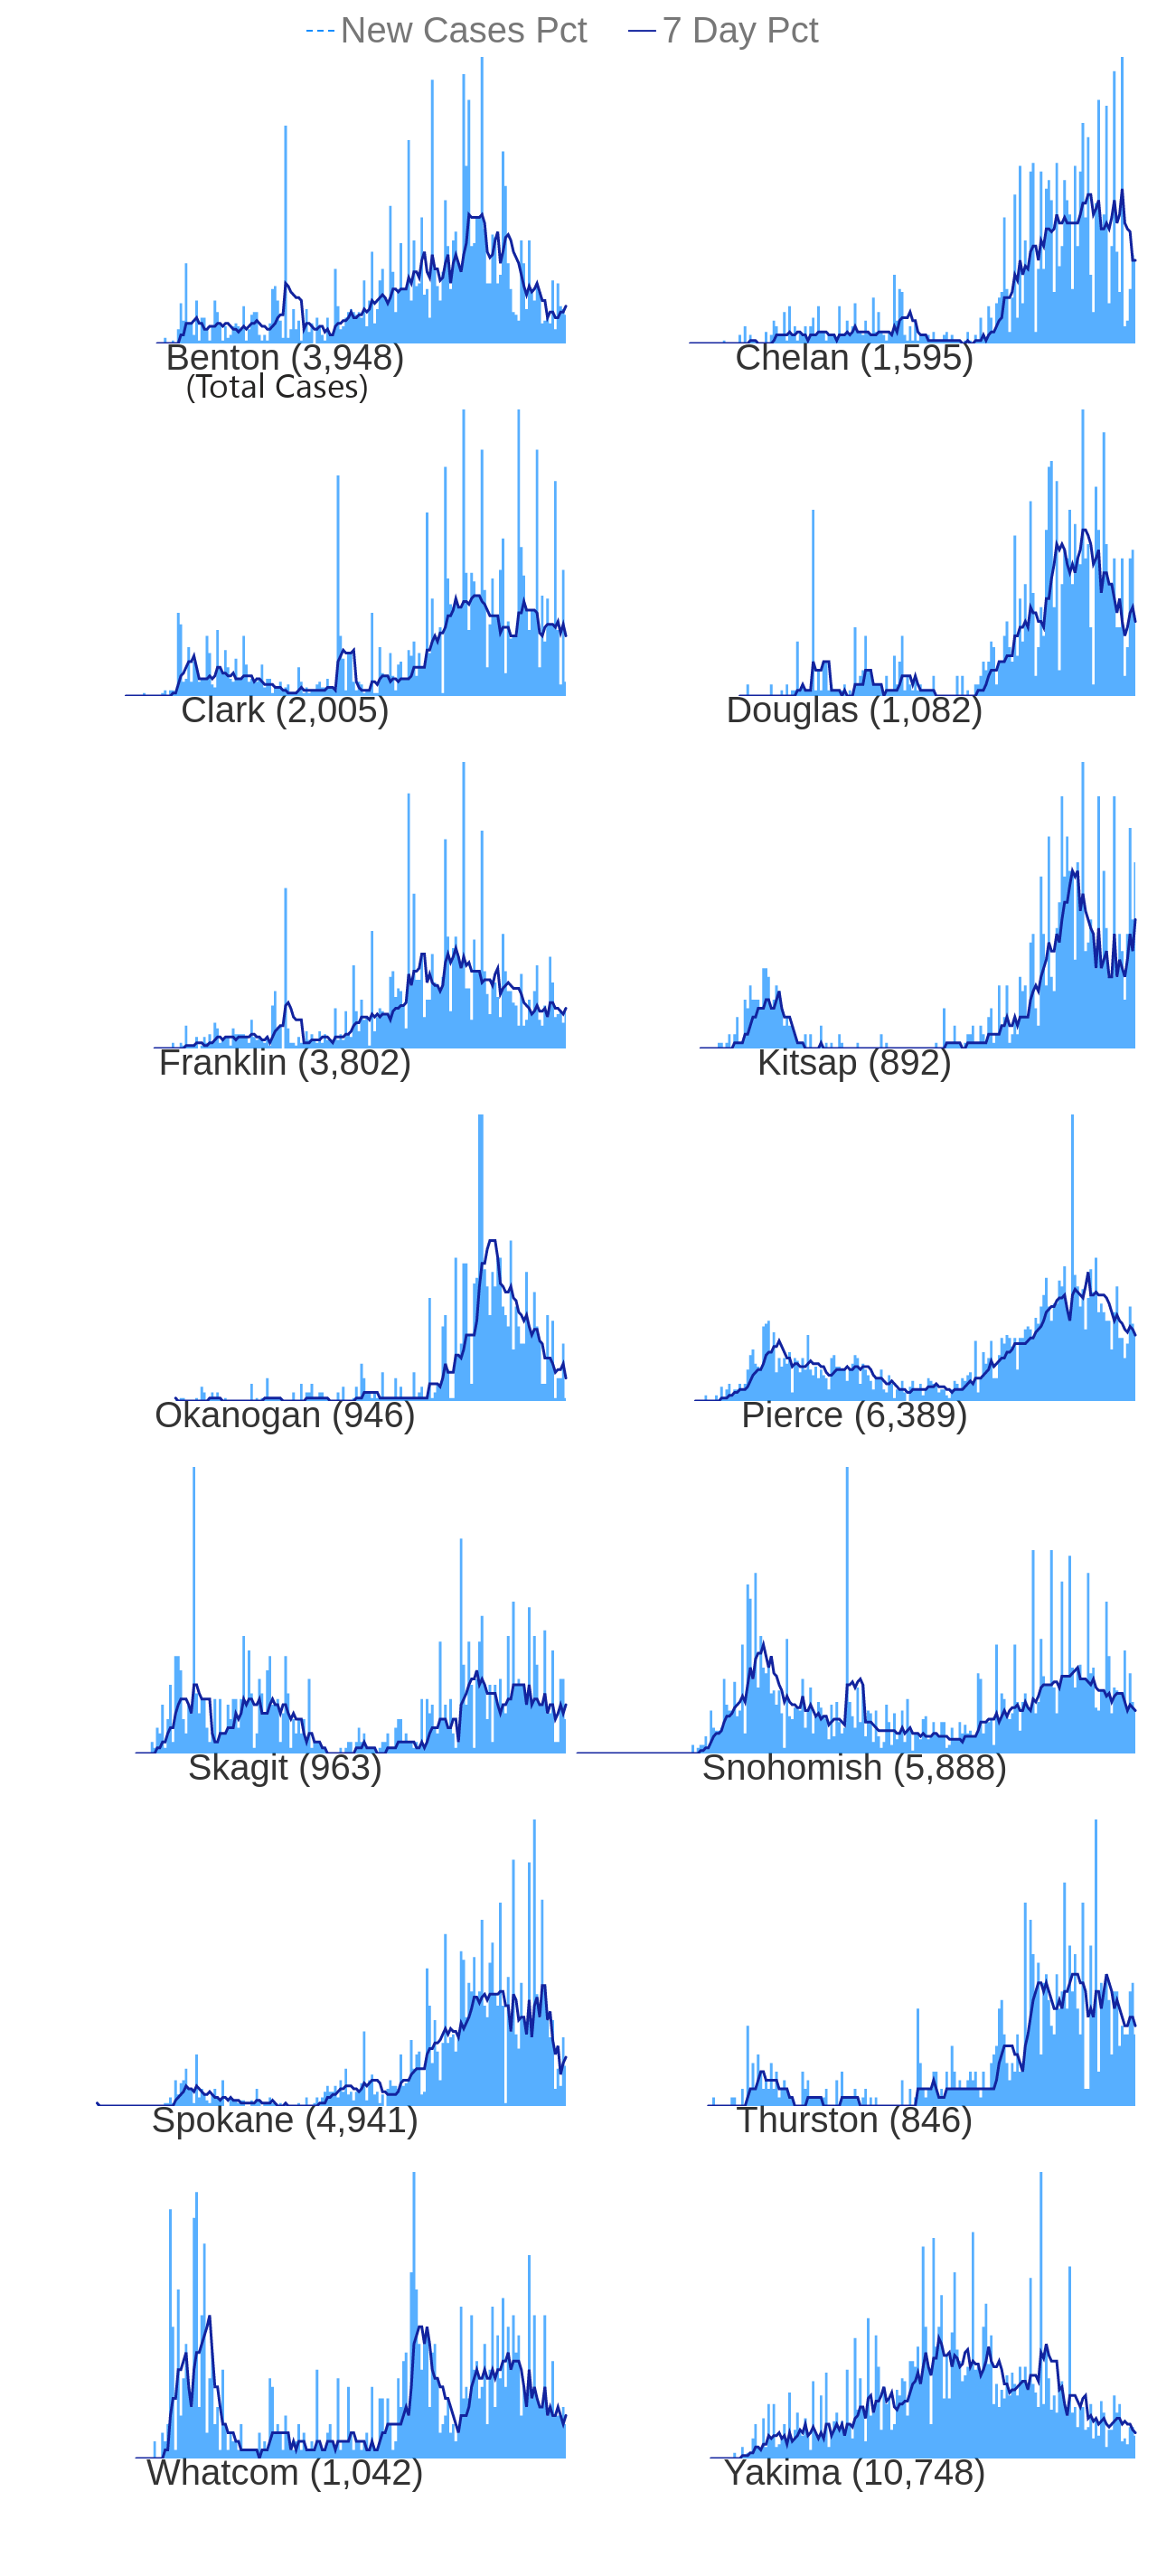 New Cases Pct 7 Day Pct
Benton (3,948) Chelan (1,595)
(Total Cases)
Clark (2,005) Douglas (1,082)
Franklin (3,802) Kitsap (892)
Okanogan (946) Pierce (6,389)
Skagit (963) Snohomish (5,888)
Spokane (4,941) Thurston (846)
Whatcom (1,042) Yakima (10,748)